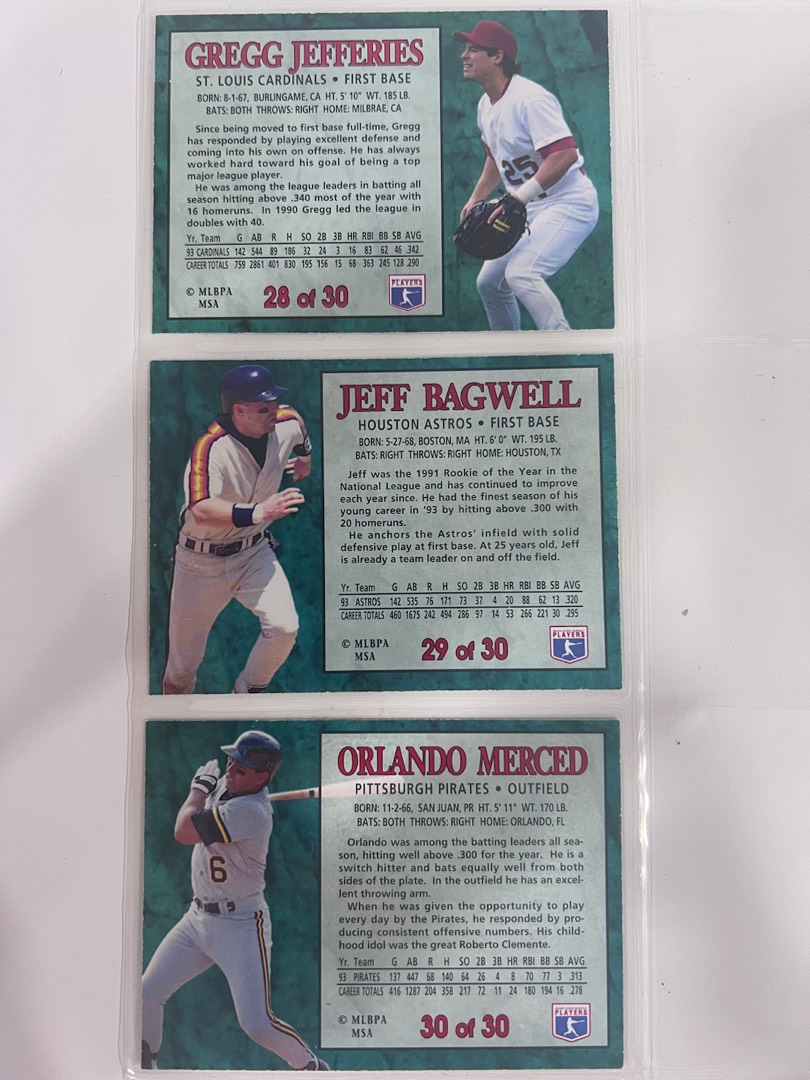 GREGG JEFFERIES
ST. LOUIS CARDINALS • FIRST BASE
BORN: 8-1-67, BURLINGAME, CA HT. 5' 10" WT. 185 LB.
BATS: BOTH THROWS: RIGHT HOME: MILBRAE, CA
Since being moved to first base full-time, Gregg
has responded by playing excellent defense and
coming into his own on offense. He has always
worked hard toward his goal of being a top
major league player.
He was among the league leaders in batting all
season hitting above .340 most of the year with
16 homeruns. In 1990 Gregg led the league in
doubles with 40.
Yr. Team G AB R H SO 2B 3B HR RBI BB SB AVG
93 CARDINALS 142 544 89 186 32 24 3 16 83 62 46 .342
CAREER TOTALS 759 2861 401 830 195 156 15 68 363 245 128 .290
© MLBPA
MSA
28 of 30
PLAYERS
25
JEFF BAGWELL
HOUSTON ASTROS • FIRST BASE
BORN: 5-27-68, BOSTON, MA HT. 6' 0" WT. 195 LB.
BATS: RIGHT THROWS: RIGHT HOME: HOUSTON, TX
Jeff was the 1991 Rookie of the Year in the
National League and has continued to improve
each year since. He had the finest season of his
young career in '93 by hitting above .300 with
20 homeruns.
He anchors the Astros' infield with solid
defensive play at first base. At 25 years old, Jeff
is already a team leader on and off the field.
Yr. Team G AB R H SO 2B 3B HR RBI BB SB AVG
93 ASTROS 142 535 76 171 73 37 4 20 88 62 13 .320
CAREER TOTALS 460 1675 242 494 286 97 14 53 266 221 30 .295
© MLBPA
MSA
29 of 30
PLAYERS
ORLANDO MERCED
PITTSBURGH PIRATES • OUTFIELD
BORN: 11-2-66, SAN JUAN, PR HT. 5' 11" WT. 170 LB.
BATS: BOTH THROWS: RIGHT HOME: ORLANDO, FL
Orlando was among the batting leaders all sea-
son, hitting well above .300 for the year. He is a
switch hitter and bats equally well from both
sides of the plate. In the outfield he has an excel-
lent throwing arm.
When he was given the opportunity to play
every day by the Pirates, he responded by pro-
ducing consistent offensive numbers. His child-
hood idol was the great Roberto Clemente.
Yr. Team G AB R H SO 2B 3B HR RBI BB SB AVG
93 PIRATES 137 447 68 140 64 26 4 8 70 77 3 .313
CAREER TOTALS 416 1287 204 358 217 72 11 24 180 194 16 .278
© MLBPA
MSA
30 of 30
PLAYERS
6